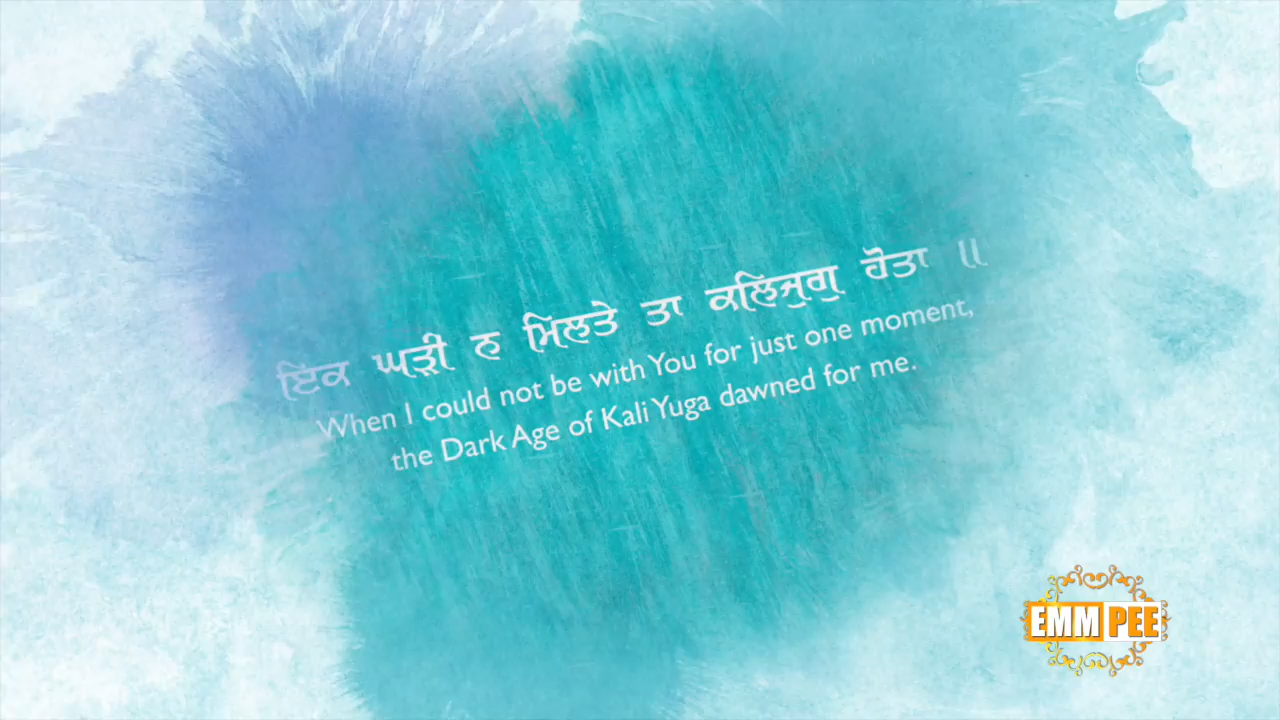 ਇਕ ਘੜੀ ਨ ਮਿਲਤੇ ਤਾ ਕਲਿਜੁਗੁ ਹੋਤਾ ॥
When I could not be with You for just one moment,
the Dark Age of Kali Yuga dawned for me.
EMM PEE